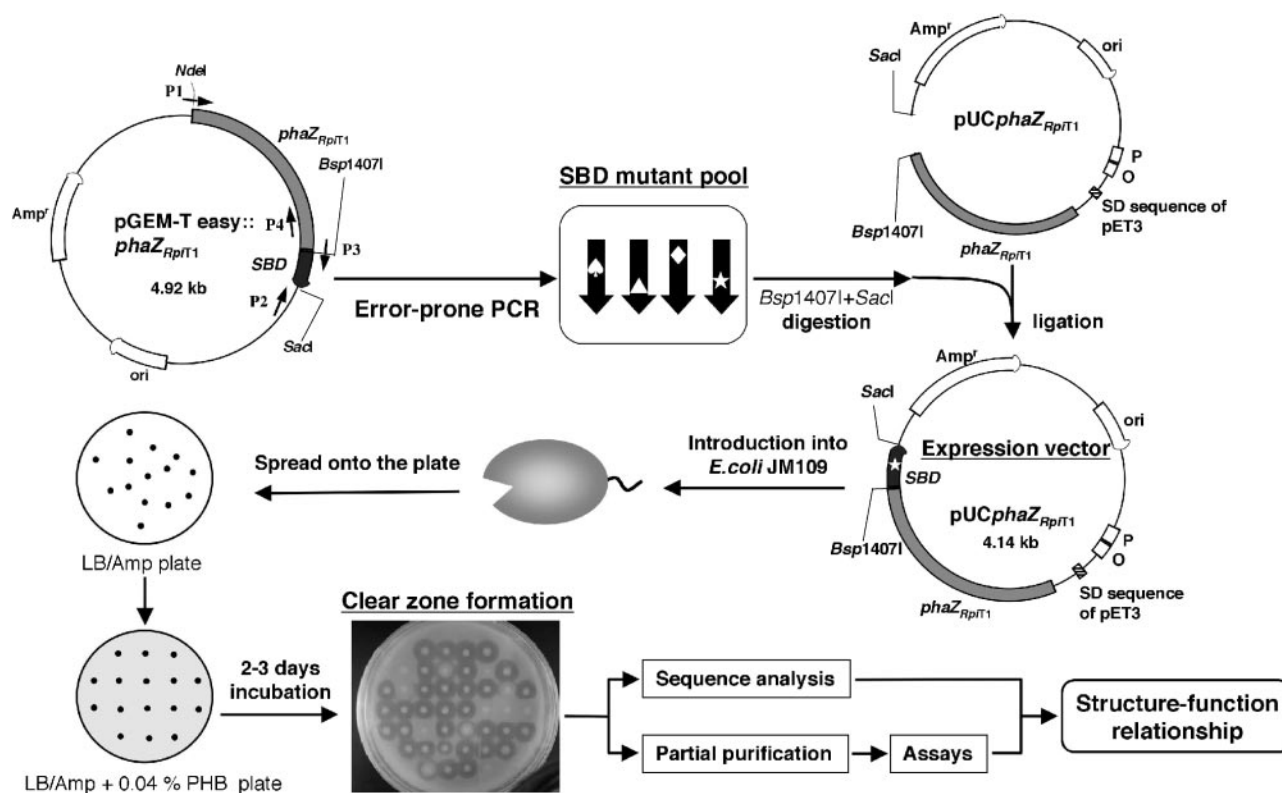 NdeI
P1
phaZRpiT1
Bsp1407I
Ampr
pGEM-T easy::
phaZRpiT1
4.92 kb
P4
P3
SBD
P2
SacI
ori
Error-prone PCR
SBD mutant pool
Bsp1407I+SacI
digestion
Ampr
SacI
ori
pUCphaZRpiT1
P
O
SD sequence of
pET3
Bsp1407I
phaZRpiT1
ligation
Ampr
SacI
ori
Expression vector
SBD
pUCphaZRpiT1
4.14 kb
Bsp1407I
P
O
SD sequence
of pET3
phaZRpiT1
Introduction into
E.coli JM109
Spread onto the plate
LB/Amp plate
LB/Amp + 0.04 % PHB plate
2-3 days
incubation
Clear zone formation
Sequence analysis
Partial purification
Assays
Structure-function
relationship